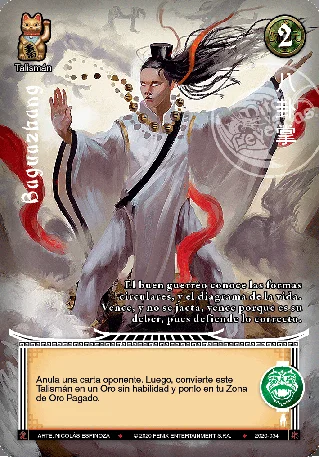 2
Talismán
Baguazhang
El buen guerrero conoce las formas
circulares, y el diagrama de la vida.
Vence, y no se jacta, vence porque es su
deber, pues defiende lo correcto.
Anula una carta oponente. Luego, convierte este
Talismán en un Oro sin habilidad y ponlo en tu Zona
de Oro Pagado.
ARTE: NICOLÁS ESPINOZA © 2020 FENIX ENTERTAINMENT S.P.A. 2020-034